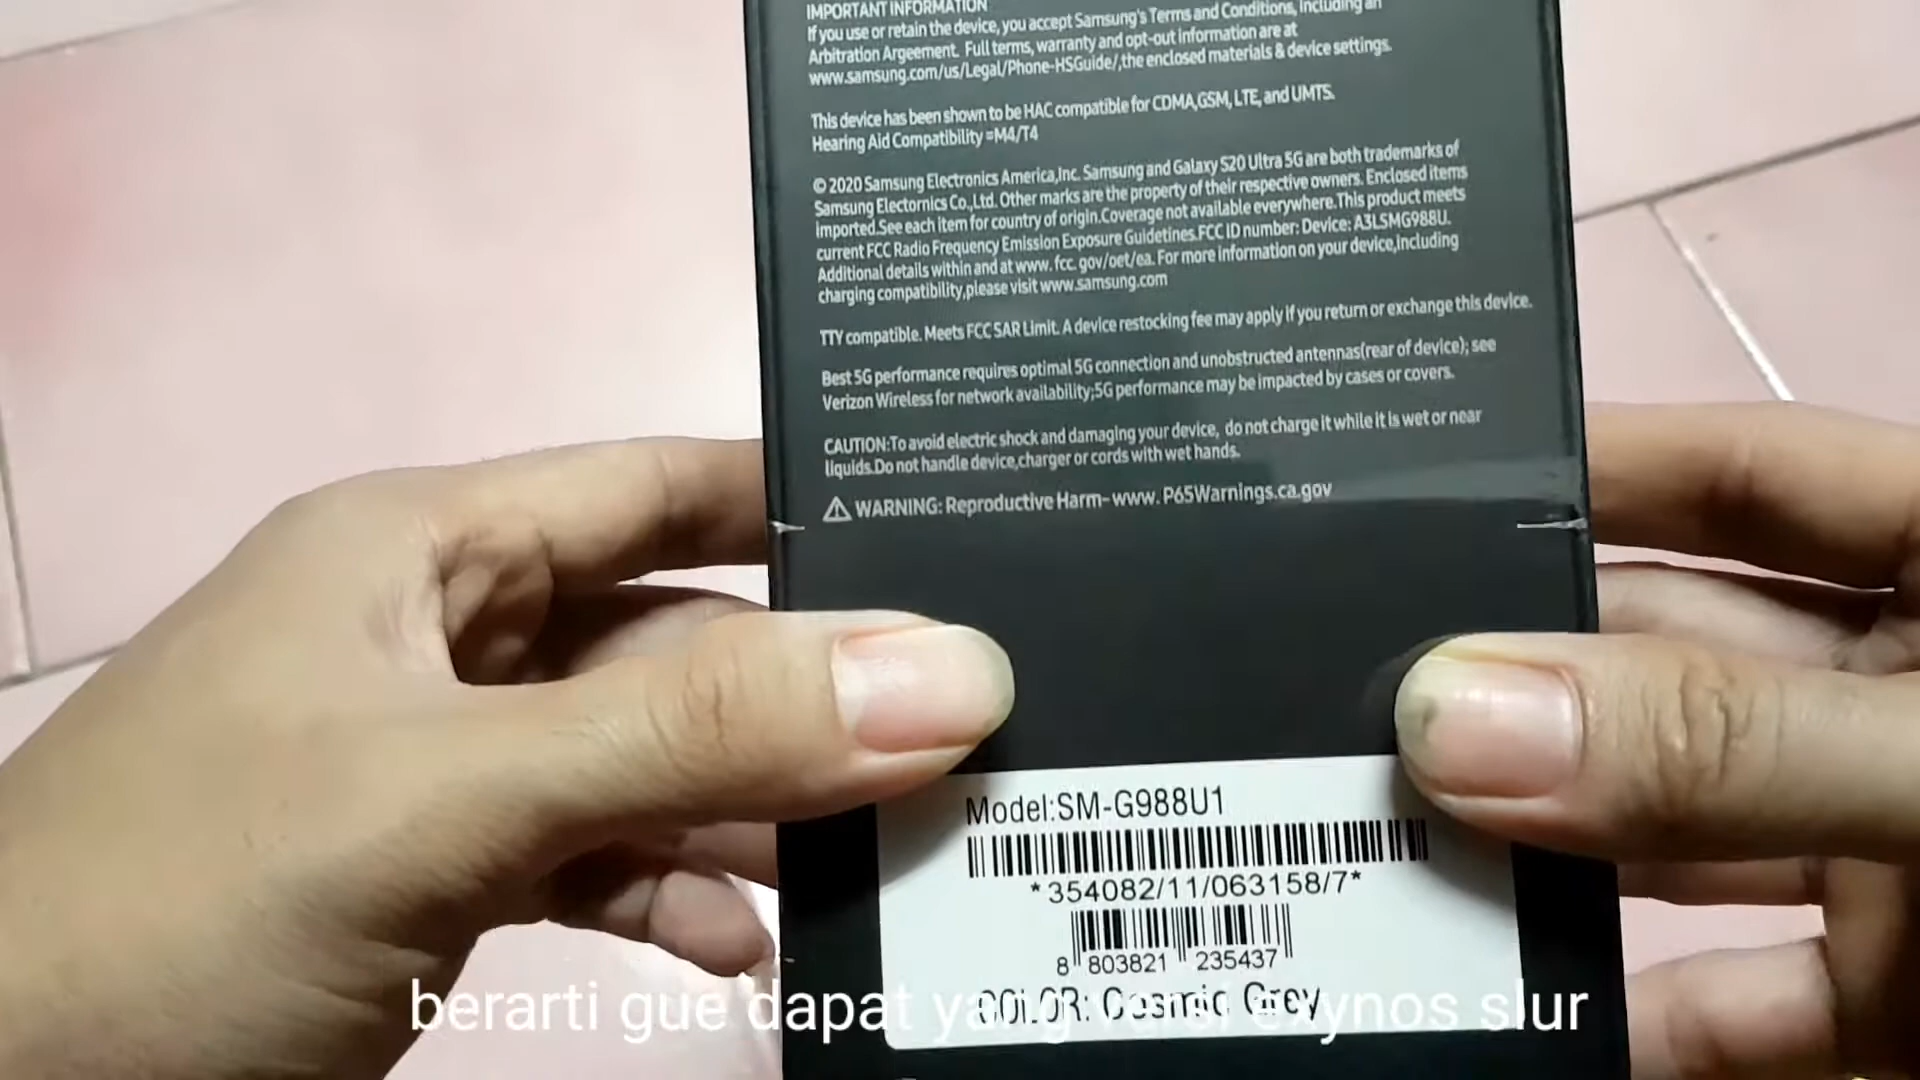 IMPORTANT INFORMATION
If you use or retain the device, you accept Samsung's Terms and Conditions, including an
Arbitration Argeement. Full terms, warranty and opt-out information are at
www.samsung.com/us/Legal/Phone-HSGuide/,the enclosed materials & device settings.
This device has been shown to be HAC compatible for CDMA,GSM, LTE, and UMTS.
Hearing Aid Compatibility =M4/T4
© 2020 Samsung Electronics America,Inc. Samsung and Galaxy S20 Ultra 5G are both trademarks of
Samsung Electornics Co.,Ltd. Other marks are the property of their respective owners. Enclosed items
imported.See each item for country of origin.Coverage not available everywhere.This product meets
current FCC Radio Frequency Emission Exposure Guidetines.FCC ID number: Device: A3LSMG988U.
Additional details within and at www. fcc. gov/oet/ea. For more information on your device,including
charging compatibility,please visit www.samsung.com
TTY compatible. Meets FCC SAR Limit. A device restocking fee may apply if you return or exchange this device.
Best 5G performance requires optimal 5G connection and unobstructed antennas(rear of device); see
Verizon Wireless for network availability;5G performance may be impacted by cases or covers.
CAUTION:To avoid electric shock and damaging your device, do not charge it while it is wet or near
liquids.Do not handle device,charger or cords with wet hands.
WARNING: Reproductive Harm- www. P65Warnings.ca.gov
Model:SM-G988U1
*354082/11/063158/7*
8 803821 235437
COLOR: Cosmic Grey
berarti gue dapat yang versi exynos slur